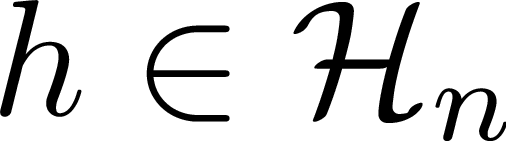 h ∈ ℋₙ